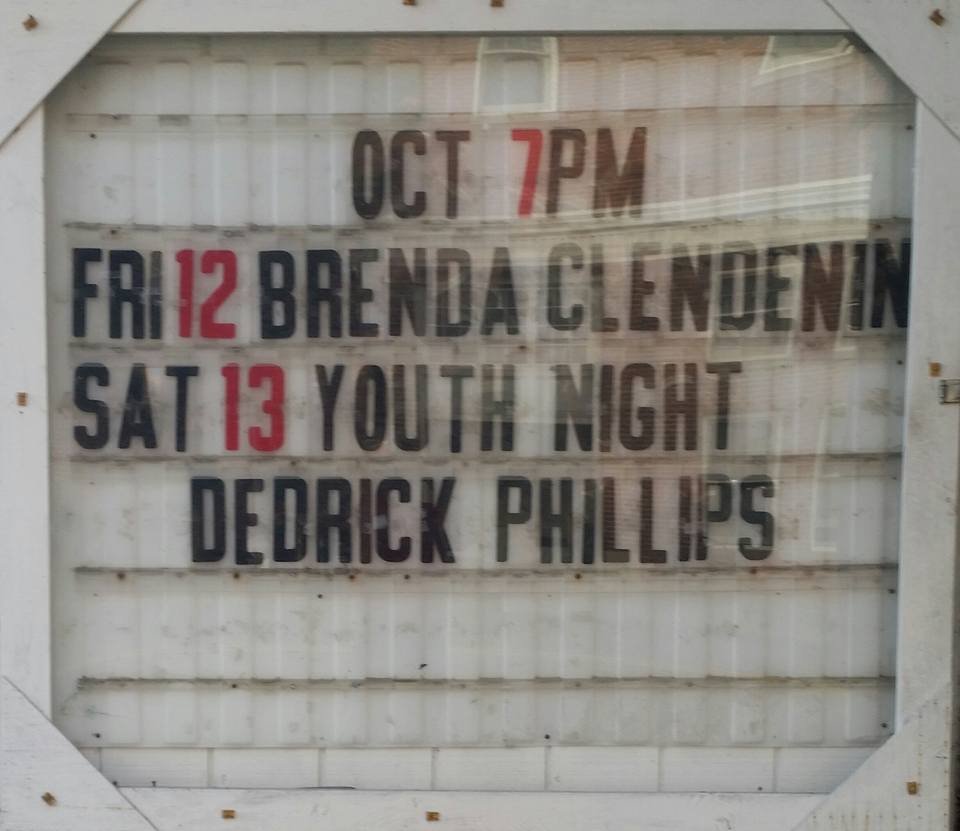 OCT 7PM
FRI 12 BRENDA CLENDENIN
SAT 13 YOUTH NIGHT
DEDRICK PHILLIPS